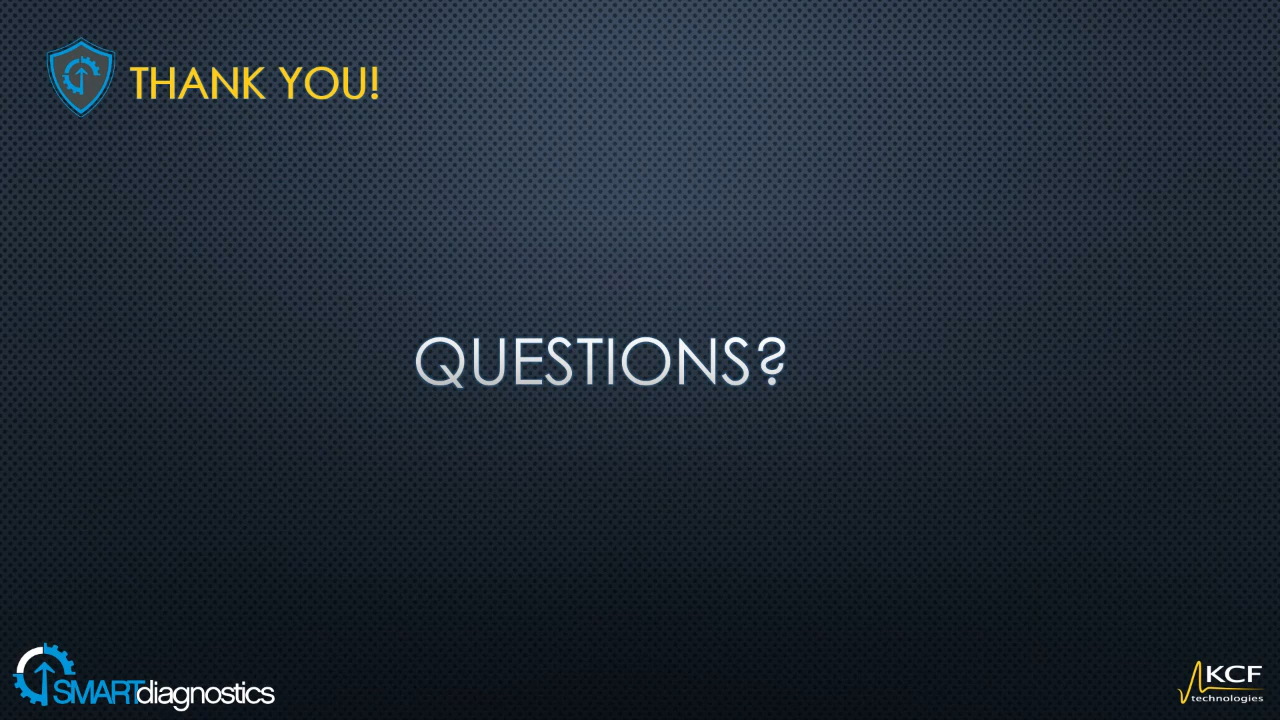 THANK YOU!
QUESTIONS?
SMARTdiagnostics
KCF
technologies